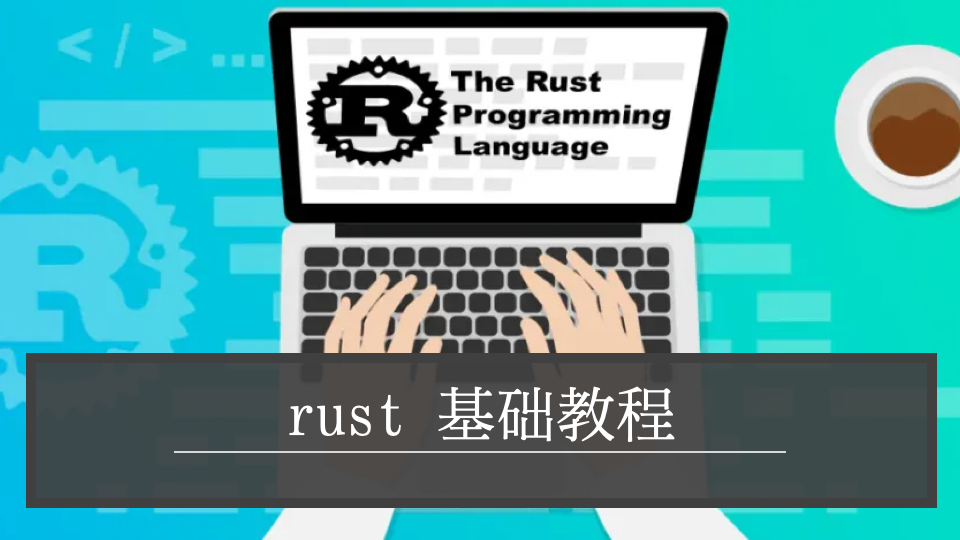 </> ...
R
The Rust
Programming
Language
R
rust 基础教程